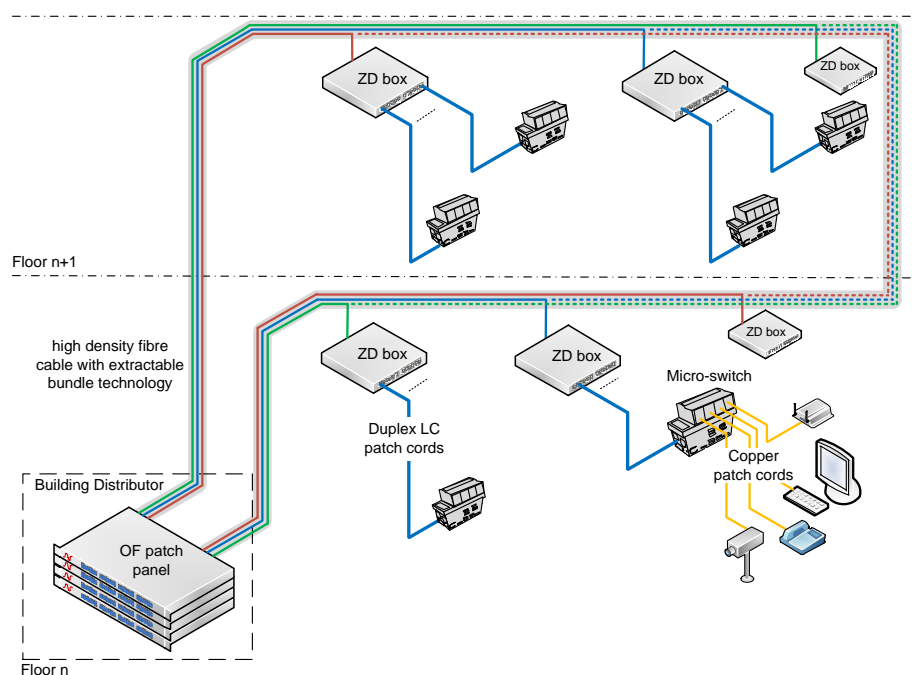 ZD box
ZD box
ZD box
Floor n+1
high density fibre
cable with extractable
bundle technology
ZD box
ZD box
ZD box
Micro-switch
Duplex LC
patch cords
Copper
patch cords
Building Distributor
OF patch
panel
Floor n